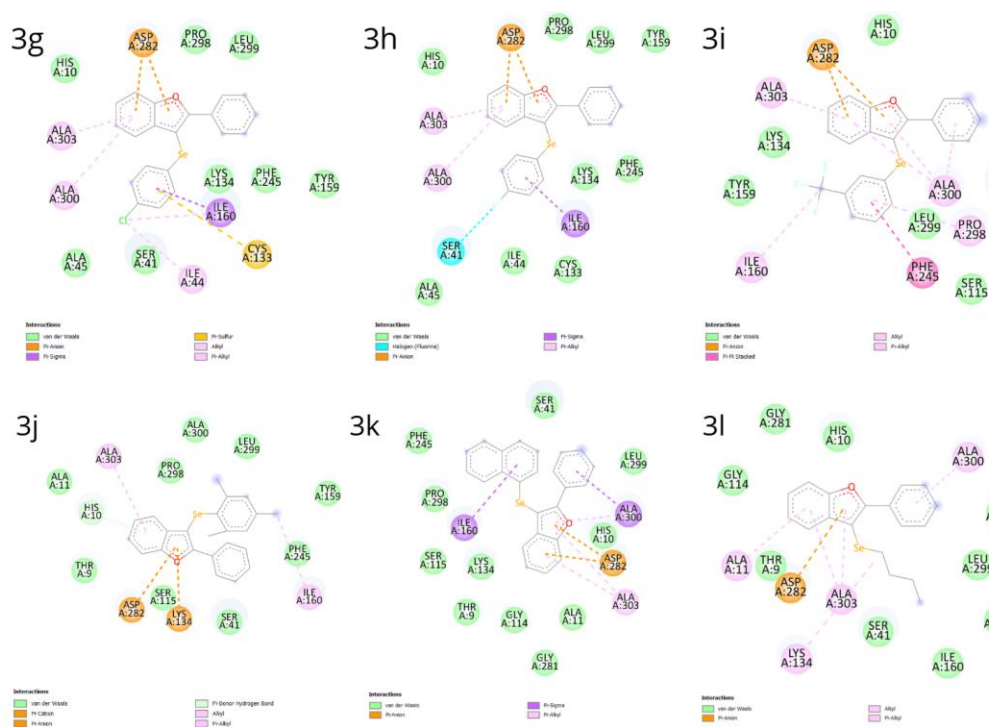 3g
ASP
A:282
PRO
A:298
LEU
A:299
HIS
A:10
O
ALA
A:303
Se
ALA
A:300
LYS
A:134
PHE
A:245
TYR
A:159
ILE
A:160
Cl
CYS
A:133
ALA
A:45
SER
A:41
ILE
A:44
Interactions
van der Waals
Pi-Anion
Pi-Sigma
Pi-Sulfur
Alkyl
Pi-Alkyl
3h
ASP
A:282
PRO
A:298
LEU
A:299
TYR
A:159
HIS
A:10
O
ALA
A:303
Se
ALA
A:300
LYS
A:134
PHE
A:245
ILE
A:160
SER
A:41
ILE
A:44
CYS
A:133
ALA
A:45
Interactions
van der Waals
Halogen (Fluorine)
Pi-Anion
Pi-Sigma
Pi-Alkyl
3i
HIS
A:10
ASP
A:282
ALA
A:303
O
LYS
A:134
Se
TYR
A:159
ALA
A:300
LEU
A:299
PRO
A:298
ILE
A:160
PHE
A:245
SER
A:115
Interactions
van der Waals
Pi-Anion
Pi-Pi Stacked
Alkyl
Pi-Alkyl
3j
ALA
A:300
ALA
A:303
LEU
A:299
PRO
A:298
ALA
A:11
Se
TYR
A:159
HIS
A:10
O
PHE
A:245
THR
A:9
SER
A:115
ILE
A:160
ASP
A:282
LYS
A:134
SER
A:41
Interactions
van der Waals
Pi-Cation
Pi-Anion
Pi-Donor Hydrogen Bond
Alkyl
Pi-Alkyl
3k
SER
A:41
PHE
A:245
LEU
A:299
PRO
A:298
Se
ILE
A:160
ALA
A:300
O
HIS
A:10
SER
A:115
LYS
A:134
ASP
A:282
THR
A:9
GLY
A:114
ALA
A:11
ALA
A:303
GLY
A:281
Interactions
van der Waals
Pi-Anion
Pi-Sigma
Pi-Alkyl
3l
GLY
A:281
HIS
A:10
ALA
A:300
GLY
A:114
O
Se
ALA
A:11
THR
A:9
ASP
A:282
LEU
A:299
ALA
A:303
SER
A:41
LYS
A:134
ILE
A:160
Interactions
van der Waals
Pi-Anion
Alkyl
Pi-Alkyl